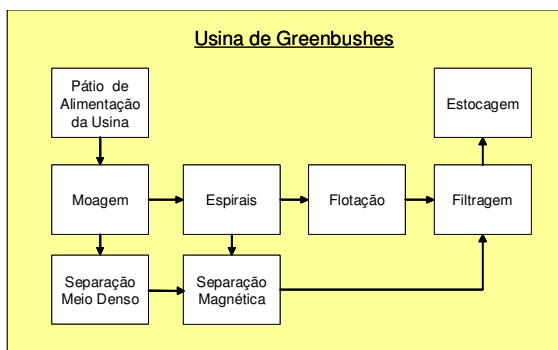 Usina de Greenbushes
Pátio de
Alimentação
da Usina
Estocagem
Moagem
Espirais
Flotação
Filtragem
Separação
Meio Denso
Separação
Magnética